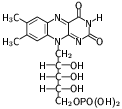 O
H₃C N NH
H₃C N N O
CH₂
H-C-OH
H-C-OH
H-C-OH
CH₂OPO(OH)₂